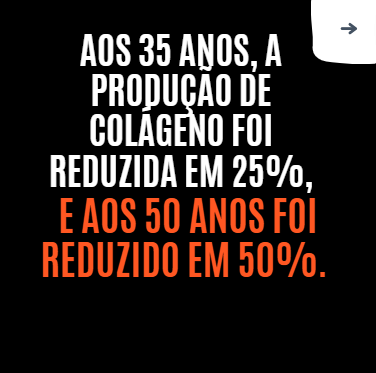 AOS 35 ANOS, A
PRODUÇÃO DE
COLÁGENO FOI
REDUZIDA EM 25%,
E AOS 50 ANOS FOI
REDUZIDO EM 50%.